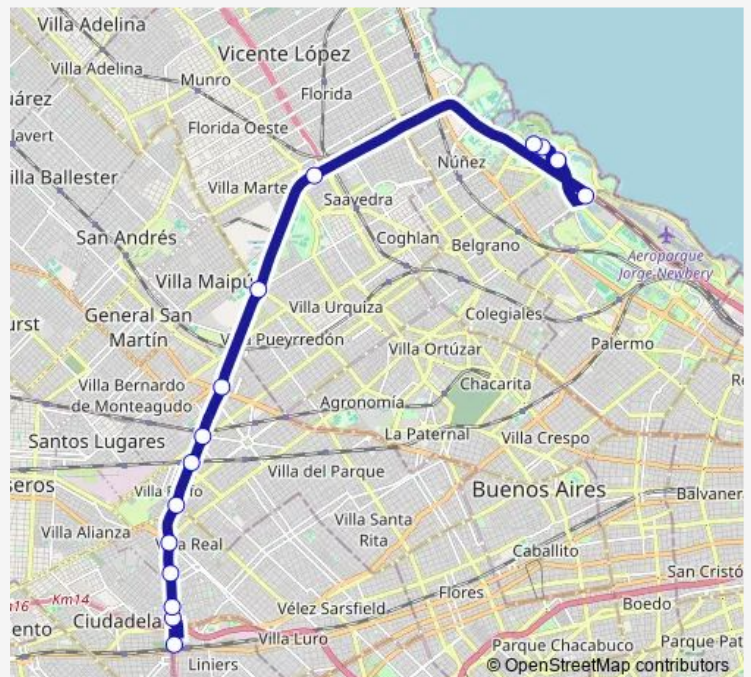 Villa Adelina
Vicente López
Villa Adelina
Munro
uárez
Florida
Florida Oeste
avert
Núñez
illa Ballester
Villa Marte
Saavedra
San Andrés
Coghlan
Belgrano
Aeroparque
Jorge Newbery
Villa Maipú
General San
Martín
Villa Urquiza
Colegiales
urst
Pueyrredón
Villa Ortúzar
Palermo
Villa Bernardo
de Monteagudo
Chacarita
Agronomía
Santos Lugares
La Paternal
Villa Crespo
Villa del Parque
seros
Buenos Aires
Balvaner
Villa
Villa Alianza
Real
Villa Santa
Rita
Caballito
San Cristó
Km14
Flores
Boedo
Ciudadela
Vélez Sarsfield
ento
Villa Luro
Parque Chacabuco
Parque Pat
Liniers
© OpenStreetMap contributors